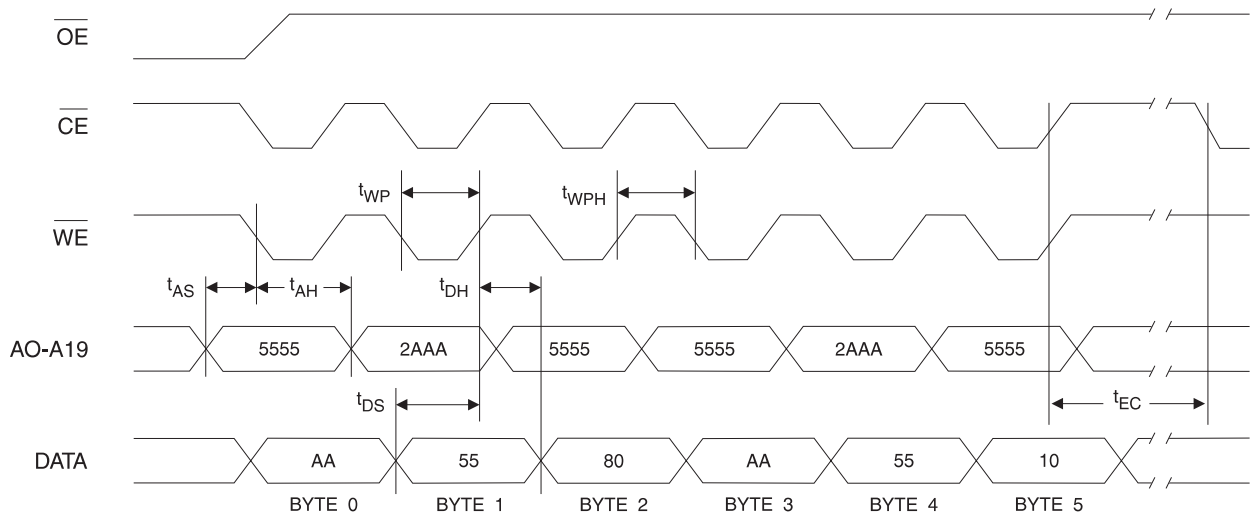 OE
CE
tWP
tWPH
WE
tAS
tAH
tDH
AO-A19
5555
2AAA
5555
5555
2AAA
5555
tDS
tEC
DATA
AA
55
80
AA
55
10
BYTE 0
BYTE 1
BYTE 2
BYTE 3
BYTE 4
BYTE 5